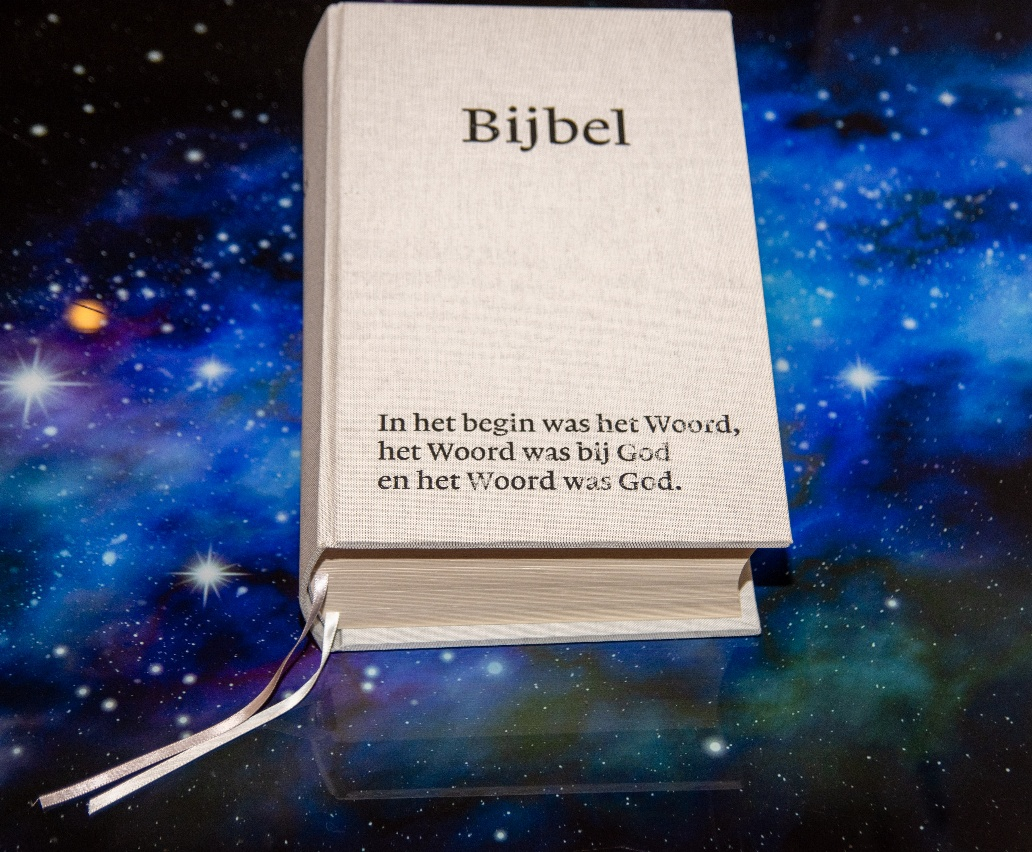 Bijbel
In het begin was het Woord,
het Woord was bij God
en het Woord was God.